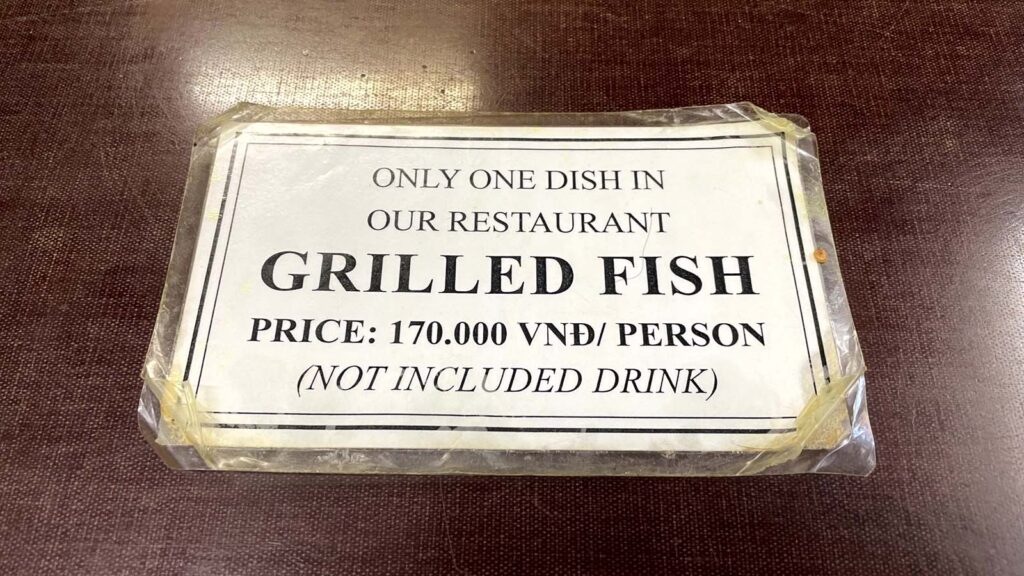 ONLY ONE DISH IN
OUR RESTAURANT
GRILLED FISH
PRICE: 170.000 VNĐ/ PERSON
(NOT INCLUDED DRINK)